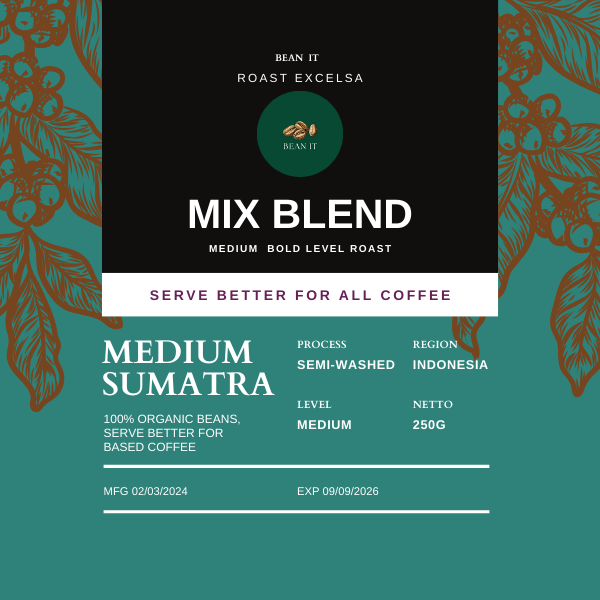 BEAN IT
ROAST EXCELSA
BEAN IT
MIX BLEND
MEDIUM BOLD LEVEL ROAST
SERVE BETTER FOR ALL COFFEE
MEDIUM
SUMATRA
100% ORGANIC BEANS,
SERVE BETTER FOR
BASED COFFEE
PROCESS
SEMI-WASHED
REGION
INDONESIA
LEVEL
MEDIUM
NETTO
250G
MFG 02/03/2024
EXP 09/09/2026